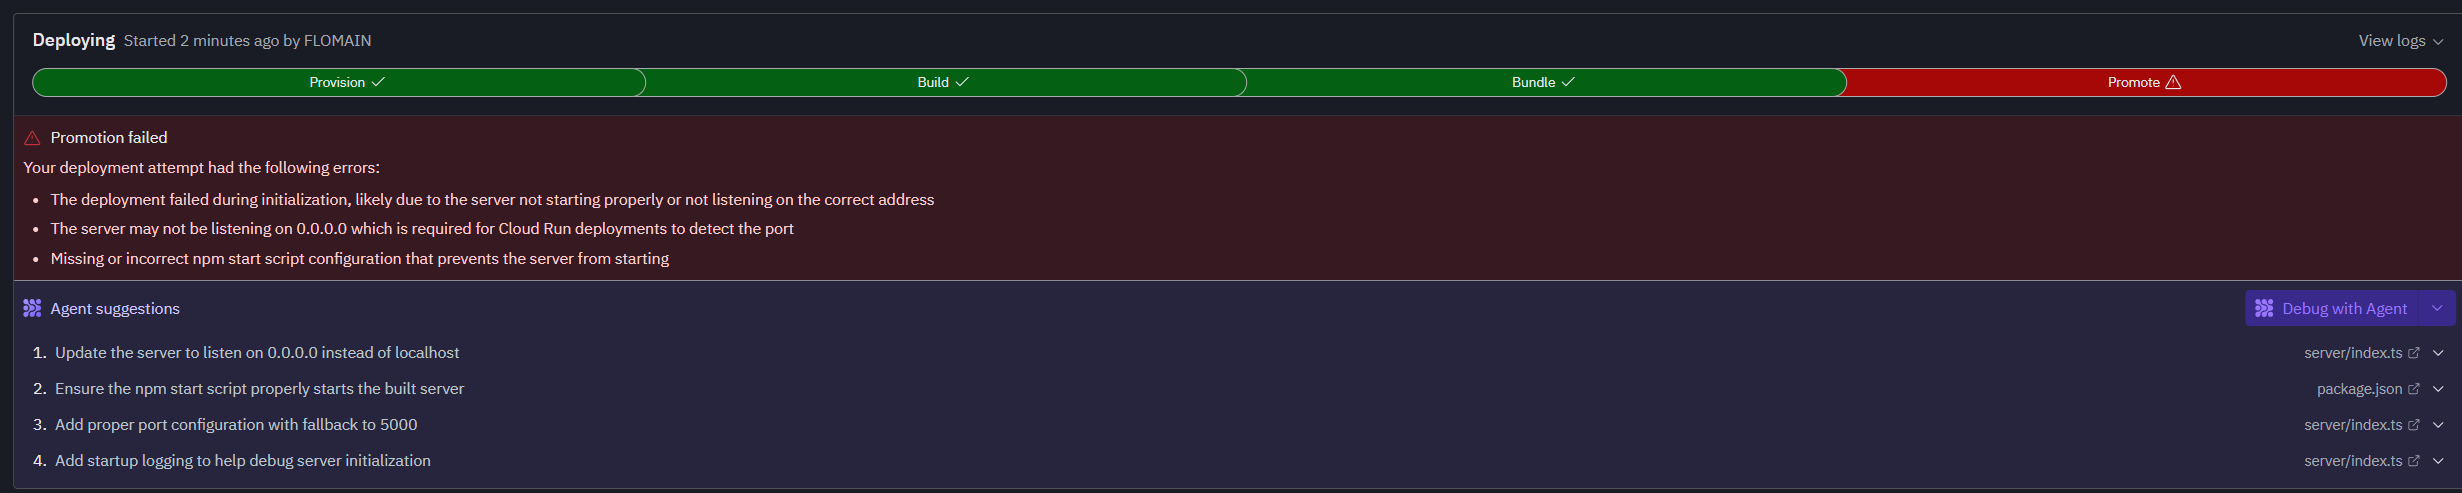 Deploying Started 2 minutes ago by FLOMAIN View logs
Provision Build Bundle Promote
Promotion failed
Your deployment attempt had the following errors:
• The deployment failed during initialization, likely due to the server not starting properly or not listening on the correct address
• The server may not be listening on 0.0.0.0 which is required for Cloud Run deployments to detect the port
• Missing or incorrect npm start script configuration that prevents the server from starting
Agent suggestions Debug with Agent
1. Update the server to listen on 0.0.0.0 instead of localhost server/index.ts
2. Ensure the npm start script properly starts the built server package.json
3. Add proper port configuration with fallback to 5000 server/index.ts
4. Add startup logging to help debug server initialization server/index.ts